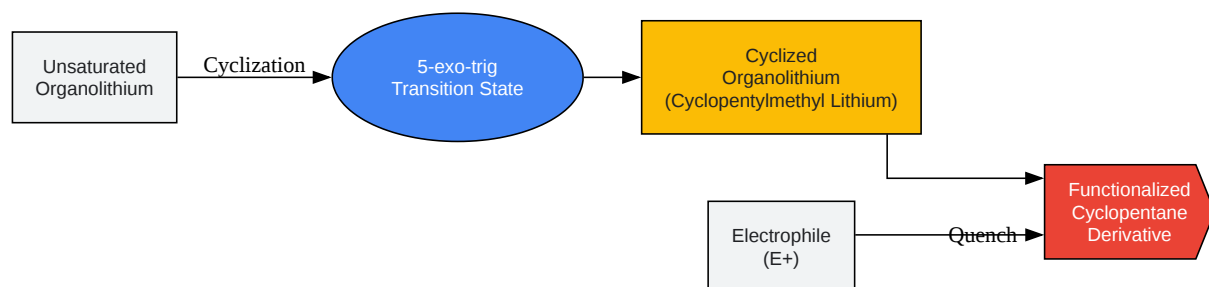 Unsaturated
Organolithium
Cyclization
5-exo-trig
Transition State
Cyclized
Organolithium
(Cyclopentylmethyl Lithium)
Electrophile
(E+)
Quench
Functionalized
Cyclopentane
Derivative